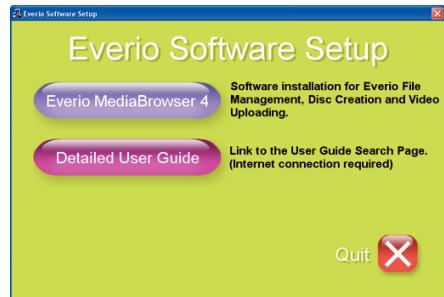 Everio Software Setup
Everio Software Setup
Everio MediaBrowser 4
Software installation for Everio File
Management, Disc Creation and Video
Uploading.
Detailed User Guide
Link to the User Guide Search Page.
(Internet connection required)
Quit